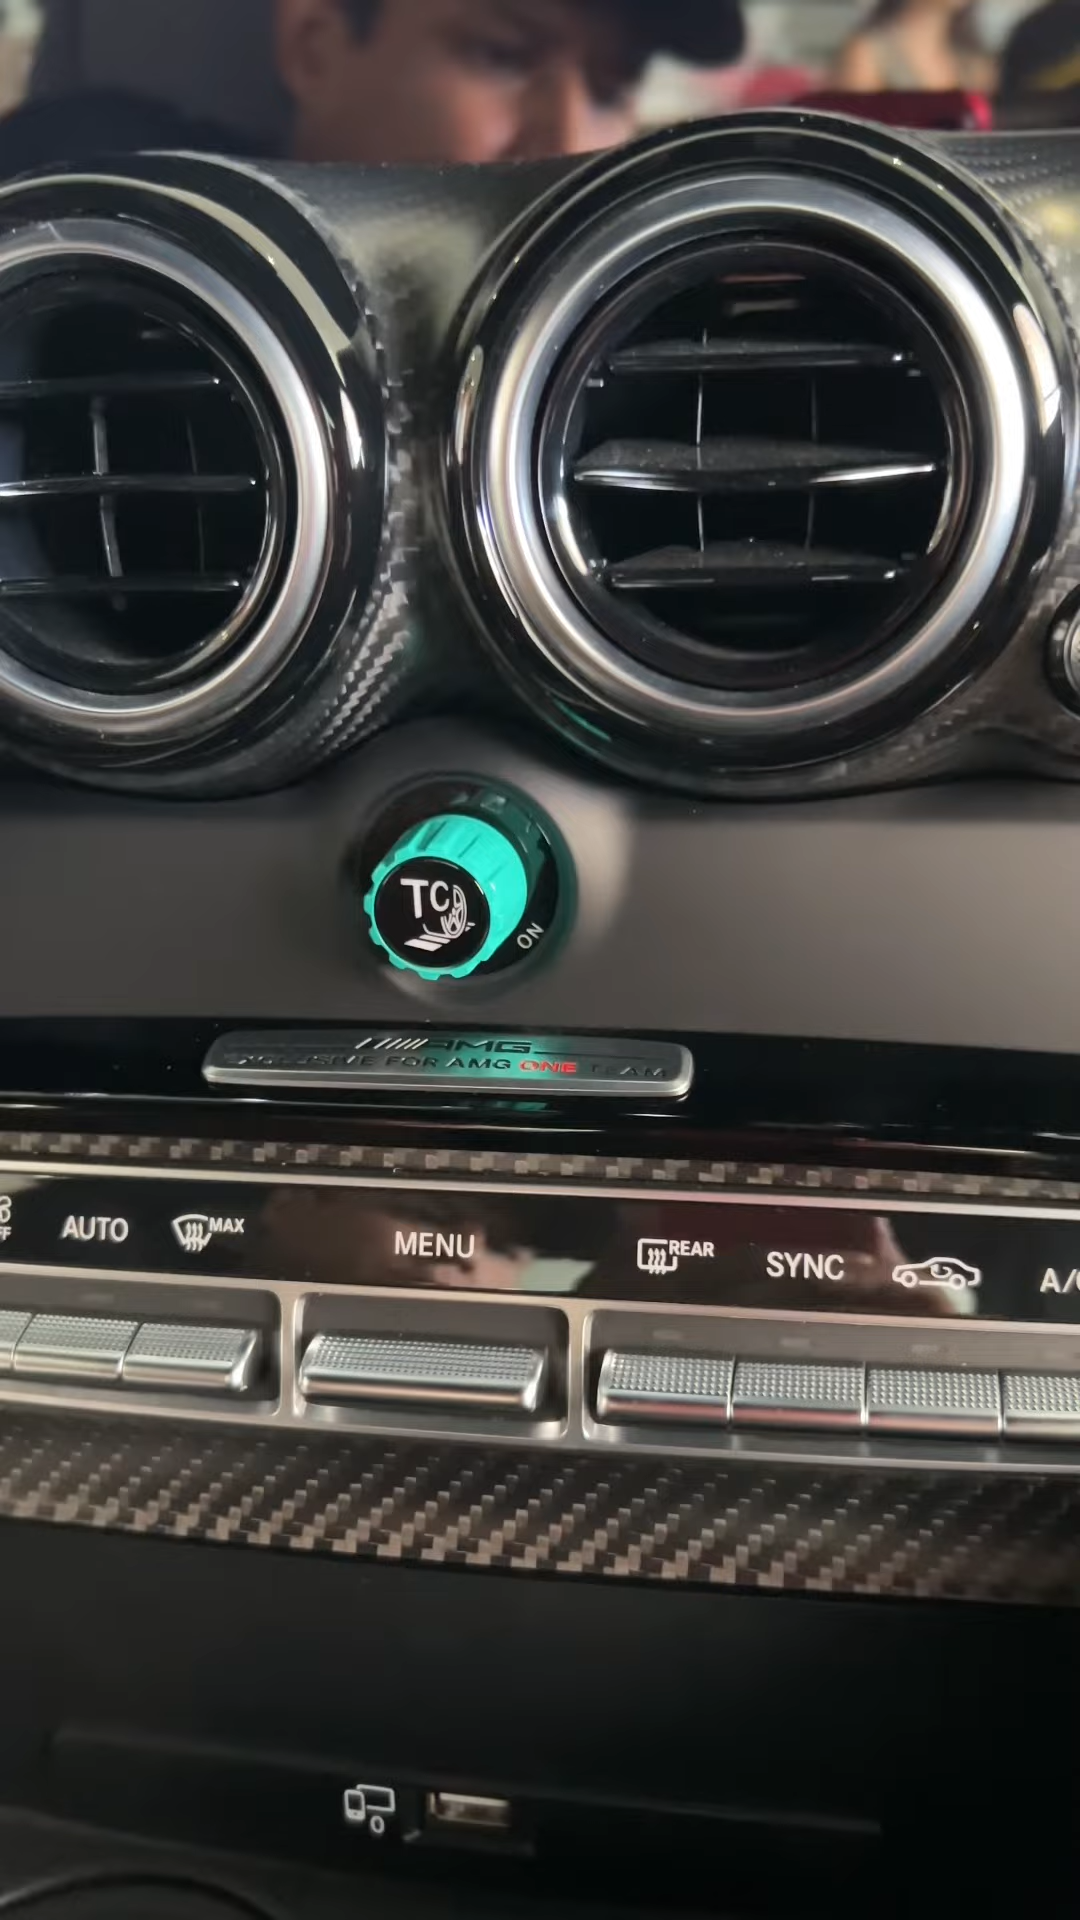 TC
ON
AMG
EXCLUSIVE FOR AMG ONE TEAM
AUTO
MAX
MENU
REAR
SYNC
A/C